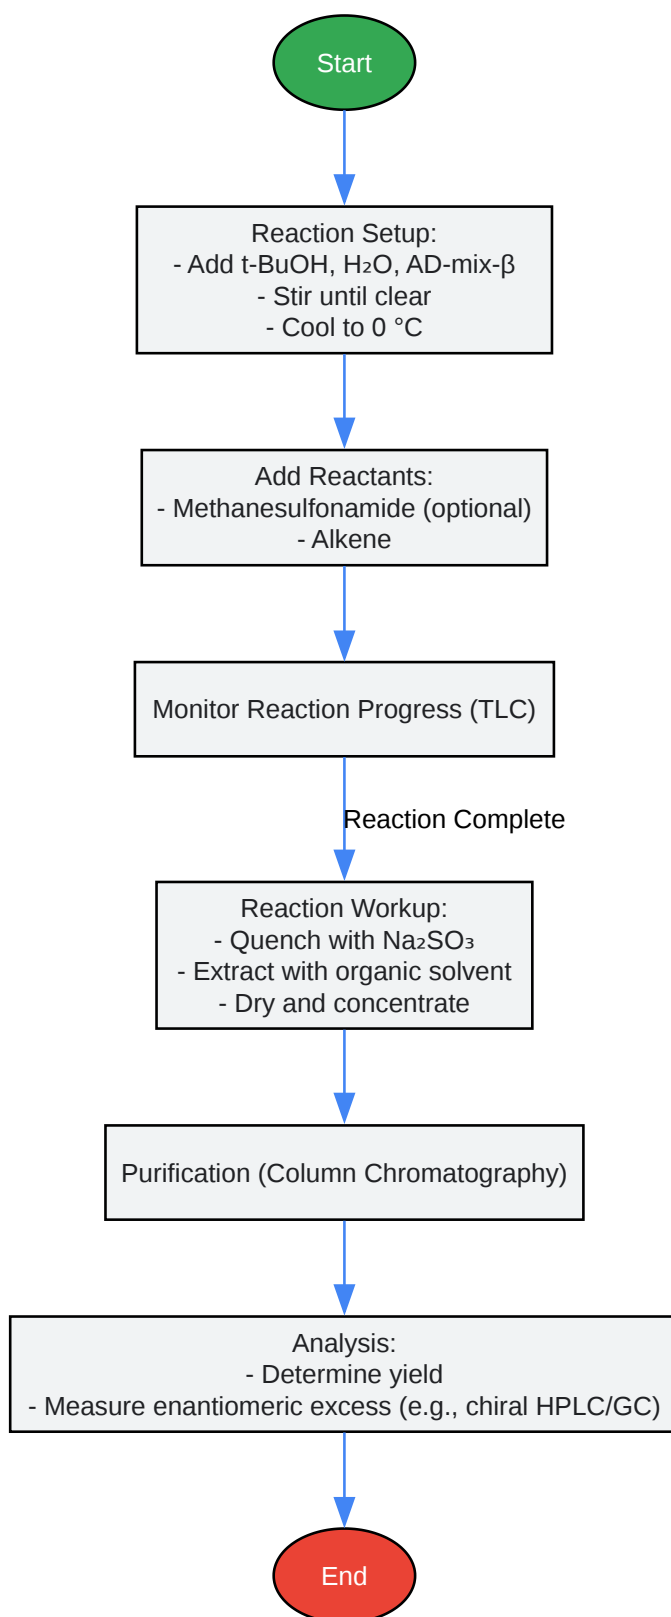 Start
Reaction Setup:
- Add t-BuOH, H₂O, AD-mix-β
- Stir until clear
- Cool to 0 °C
Add Reactants:
- Methanesulfonamide (optional)
- Alkene
Monitor Reaction Progress (TLC)
Reaction Complete
Reaction Workup:
- Quench with Na₂SO₃
- Extract with organic solvent
- Dry and concentrate
Purification (Column Chromatography)
Analysis:
- Determine yield
- Measure enantiomeric excess (e.g., chiral HPLC/GC)
End